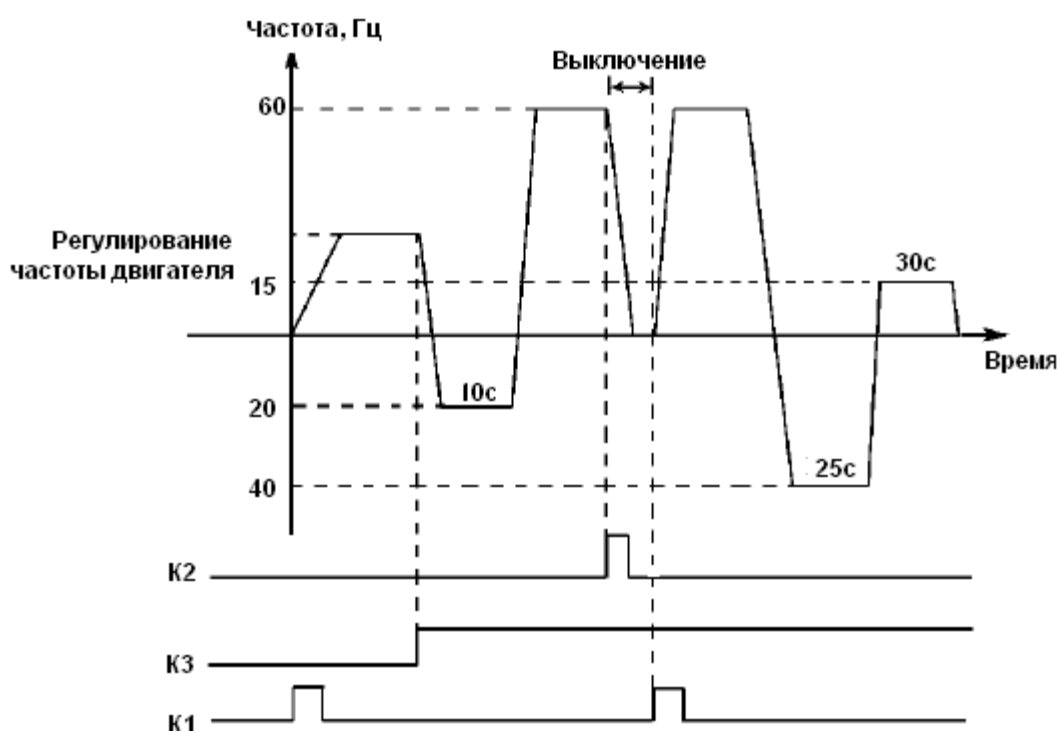 Частота, Гц
Выключение
60
Регулирование
частоты двигателя
15
30с
Время
10с
20
25с
40
К2
К3
К1